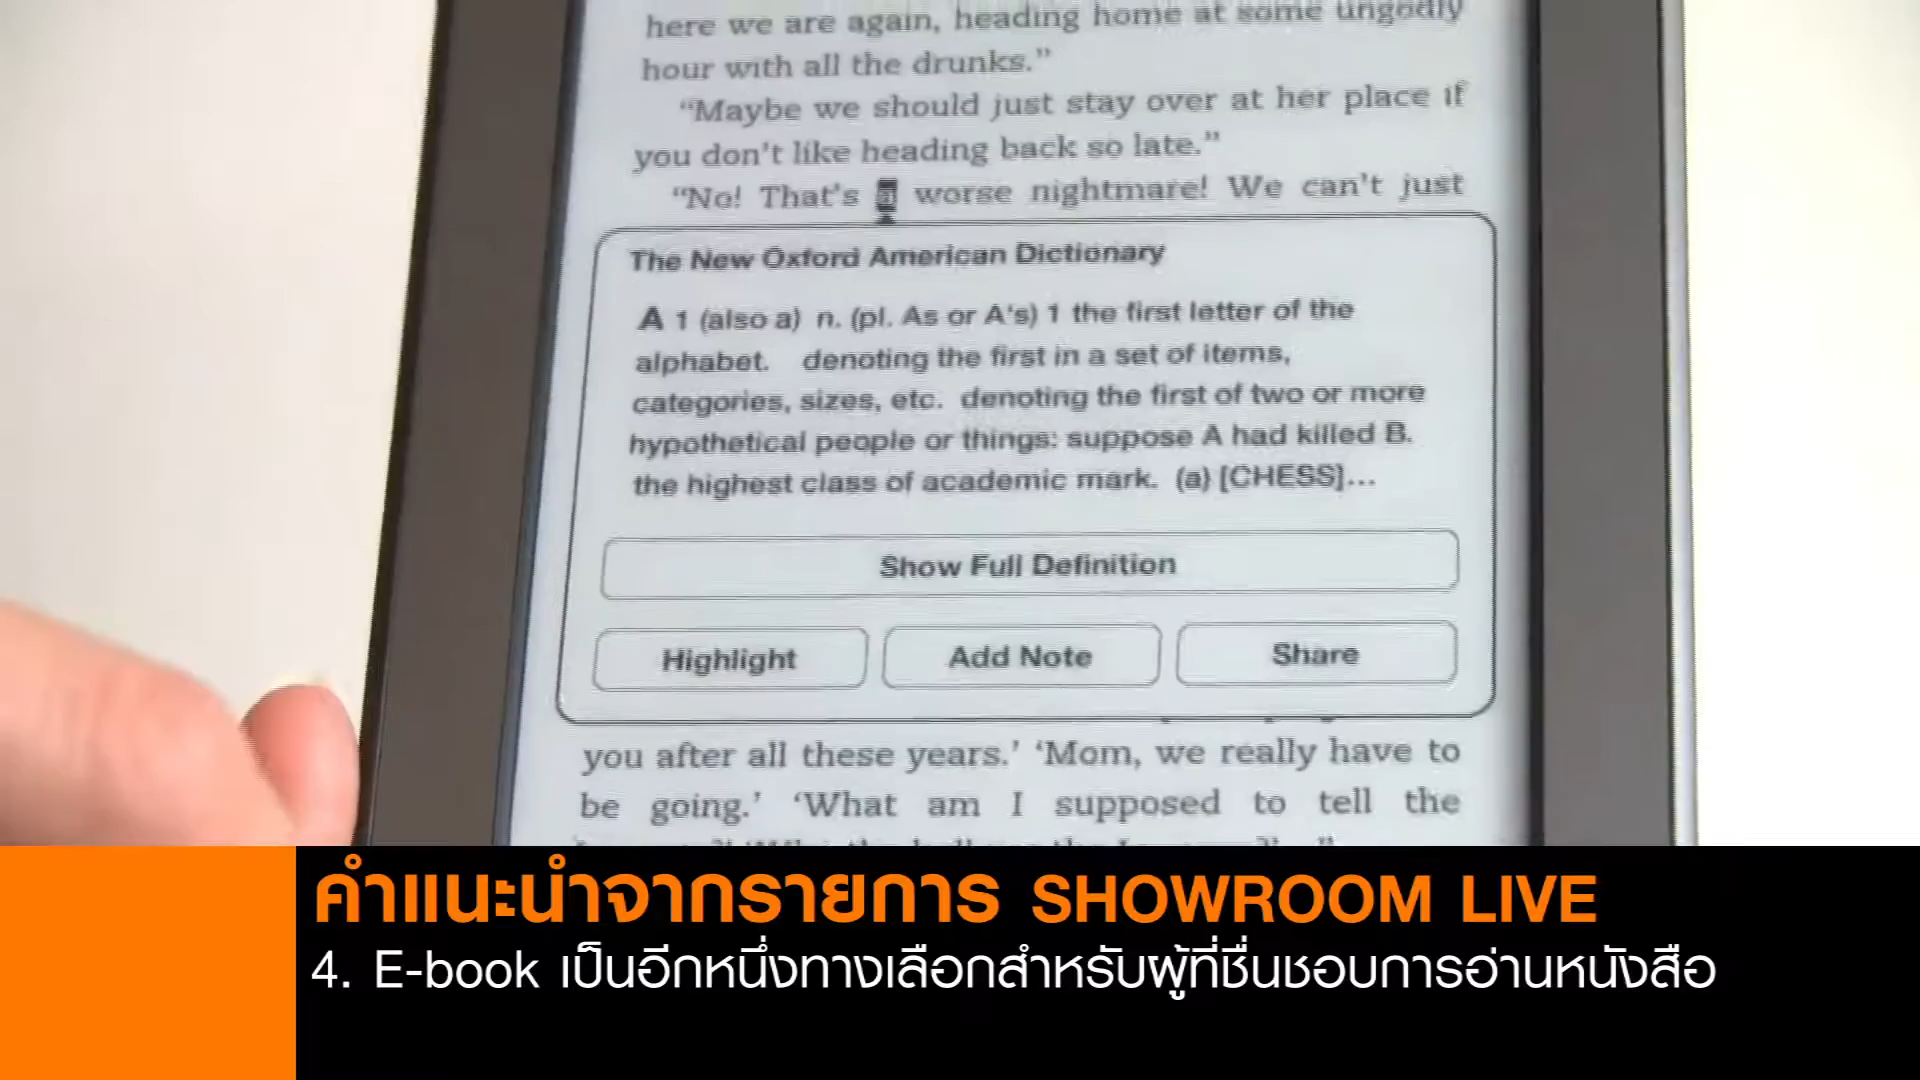 here we are again, heading home at some ungodly
hour with all the drunks.”
“Maybe we should just stay over at her place if
you don’t like heading back so late.”
“No! That’s a worse nightmare! We can’t just
The New Oxford American Dictionary
A 1 (also a) n. (pl. As or A's) 1 the first letter of the
alphabet. denoting the first in a set of items,
categories, sizes, etc. denoting the first of two or more
hypothetical people or things: suppose A had killed B.
the highest class of academic mark. (a) [CHESS]...
Show Full Definition
Highlight Add Note Share
you after all these years.’ ‘Mom, we really have to
be going.’ ‘What am I supposed to tell the
คำแนะนำจากรายการ SHOWROOM LIVE
4. E-book เป็นอีกหนึ่งทางเลือกสำหรับผู้ที่ชื่นชอบการอ่านหนังสือ